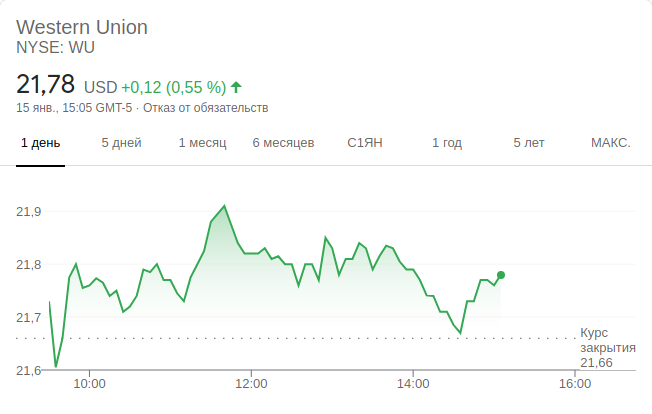 Western Union
NYSE: WU
21,78 USD +0,12 (0,55 %)
15 янв., 15:05 GMT-5 · Отказ от обязательств
1 день 5 дней 1 месяц 6 месяцев С1ЯН 1 год 5 лет МАКС.
21,9
21,8
21,7
Курс
закрытия
21,66
21,6
10:00 12:00 14:00 16:00